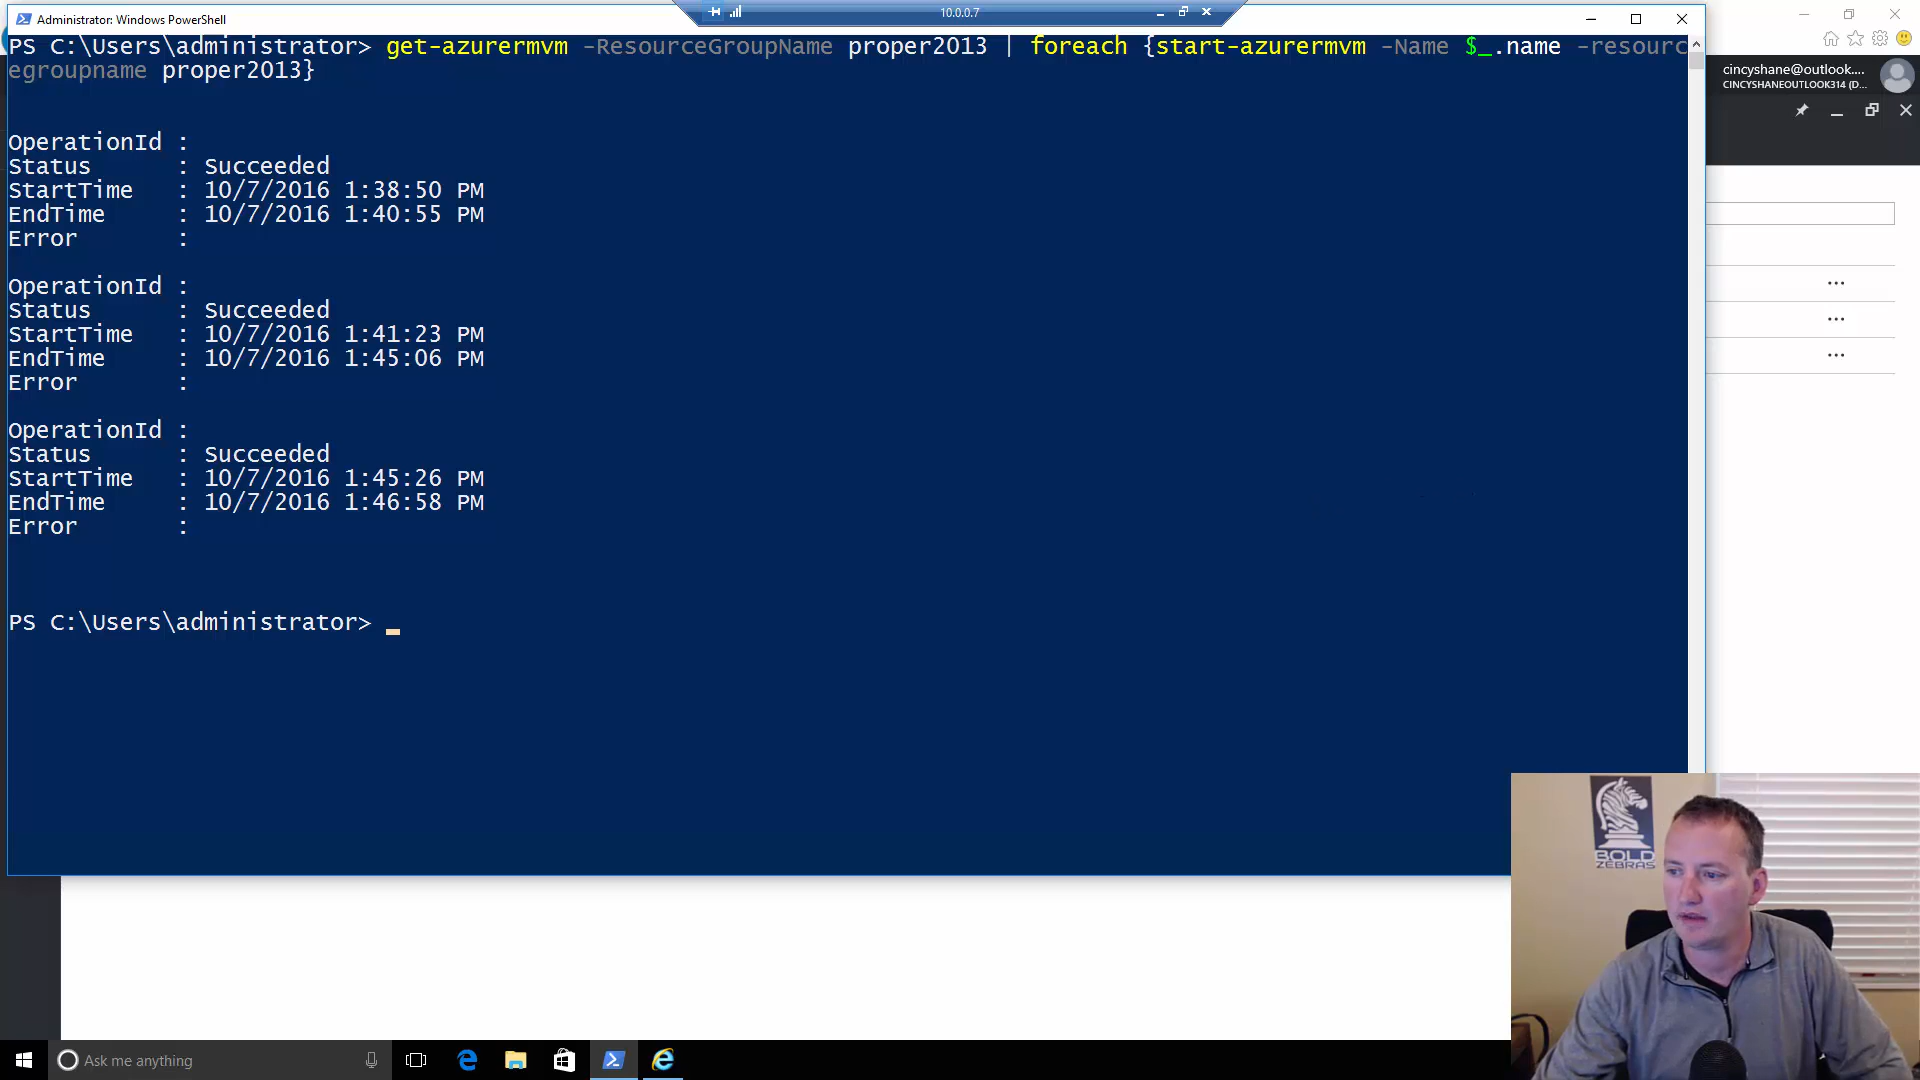 Administrator: Windows PowerShell
10.0.0.7
PS C:\Users\administrator> get-azurermvm -ResourceGroupName proper2013 | foreach {start-azurermvm -Name $_.name -resourc
egroupname proper2013}
OperationId :
Status : Succeeded
StartTime : 10/7/2016 1:38:50 PM
EndTime : 10/7/2016 1:40:55 PM
Error :
OperationId :
Status : Succeeded
StartTime : 10/7/2016 1:41:23 PM
EndTime : 10/7/2016 1:45:06 PM
Error :
OperationId :
Status : Succeeded
StartTime : 10/7/2016 1:45:26 PM
EndTime : 10/7/2016 1:46:58 PM
Error :
PS C:\Users\administrator>
cincyshane@outlook....
CINCYSHANEOUTLOOK314 (D...
BOLD
ZEBRAS
Ask me anything